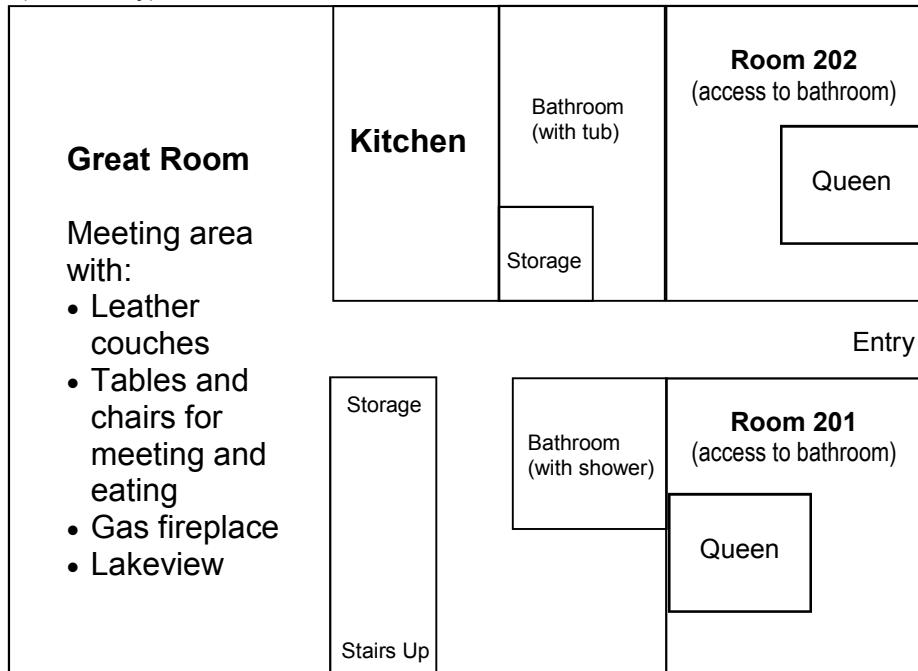 Great Room
Meeting area
with:
• Leather
couches
• Tables and
chairs for
meeting and
eating
• Gas fireplace
• Lakeview
Kitchen
Bathroom
(with tub)
Storage
Room 202
(access to bathroom)
Queen
Entry
Storage
Stairs Up
Bathroom
(with shower)
Room 201
(access to bathroom)
Queen